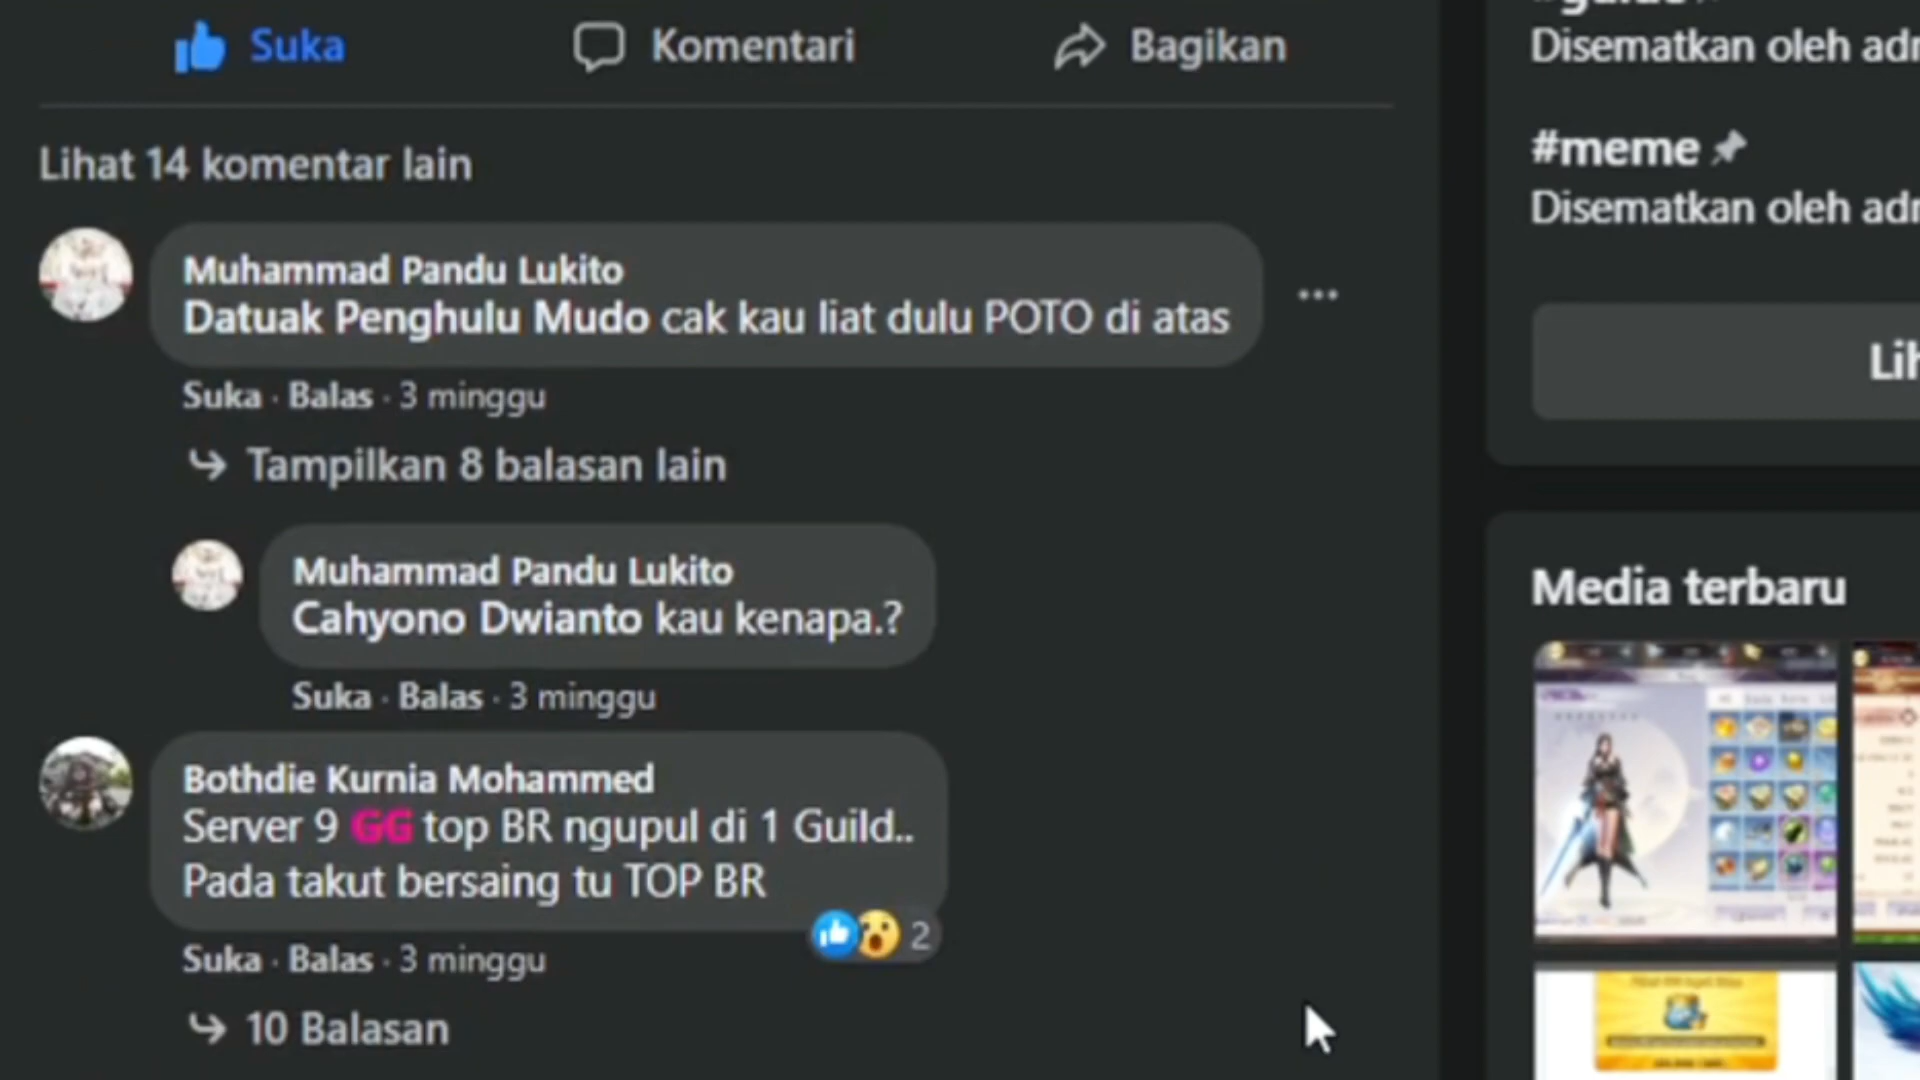 Suka
Komentari
Bagikan
Lihat 14 komentar lain
Muhammad Pandu Lukito
Datuak Penghulu Mudo cak kau liat dulu POTO di atas
Suka · Balas · 3 minggu
Tampilkan 8 balasan lain
Muhammad Pandu Lukito
Cahyono Dwianto kau kenapa.?
Suka · Balas · 3 minggu
Bothdie Kurnia Mohammed
Server 9 GG top BR ngupul di 1 Guild..
Pada takut bersaing tu TOP BR
2
Suka · Balas · 3 minggu
10 Balasan
Disematkan oleh
#meme
Disematkan oleh
Media terbaru